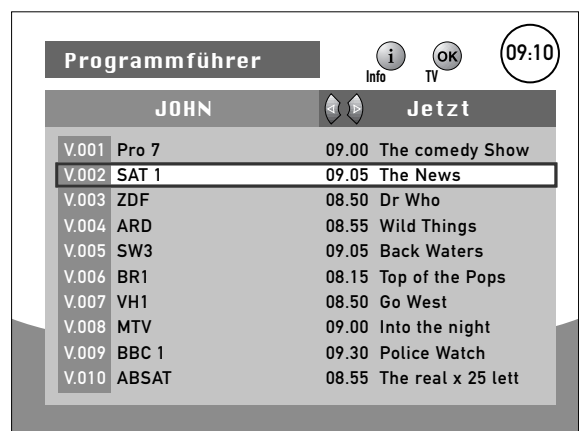 Programmführer i OK 09:10
Info TV
JOHN Jetzt
V.001 Pro 7 09.00 The comedy Show
V.002 SAT 1 09.05 The News
V.003 ZDF 08.50 Dr Who
V.004 ARD 08.55 Wild Things
V.005 SW3 09.05 Back Waters
V.006 BR1 08.15 Top of the Pops
V.007 VH1 08.50 Go West
V.008 MTV 09.00 Into the night
V.009 BBC 1 09.30 Police Watch
V.010 ABSAT 08.55 The real x 25 lett